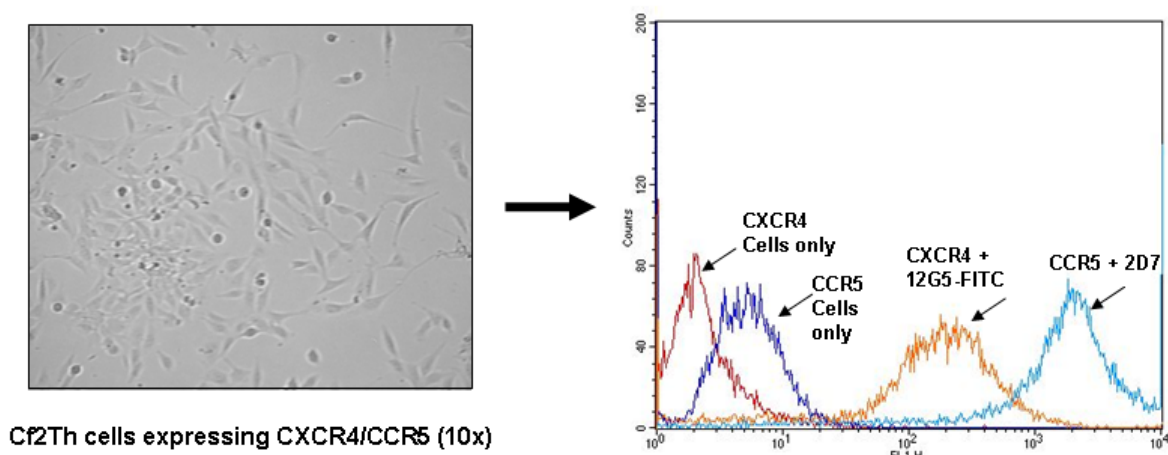 200
160
120
80
40
0
Counts
CXCR4
Cells only
CCR5
Cells
only
CXCR4 +
12G5-FITC
CCR5 + 2D7
10⁰ 10¹ 10² 10³ 10⁴
Cf2Th cells expressing CXCR4/CCR5 (10x)